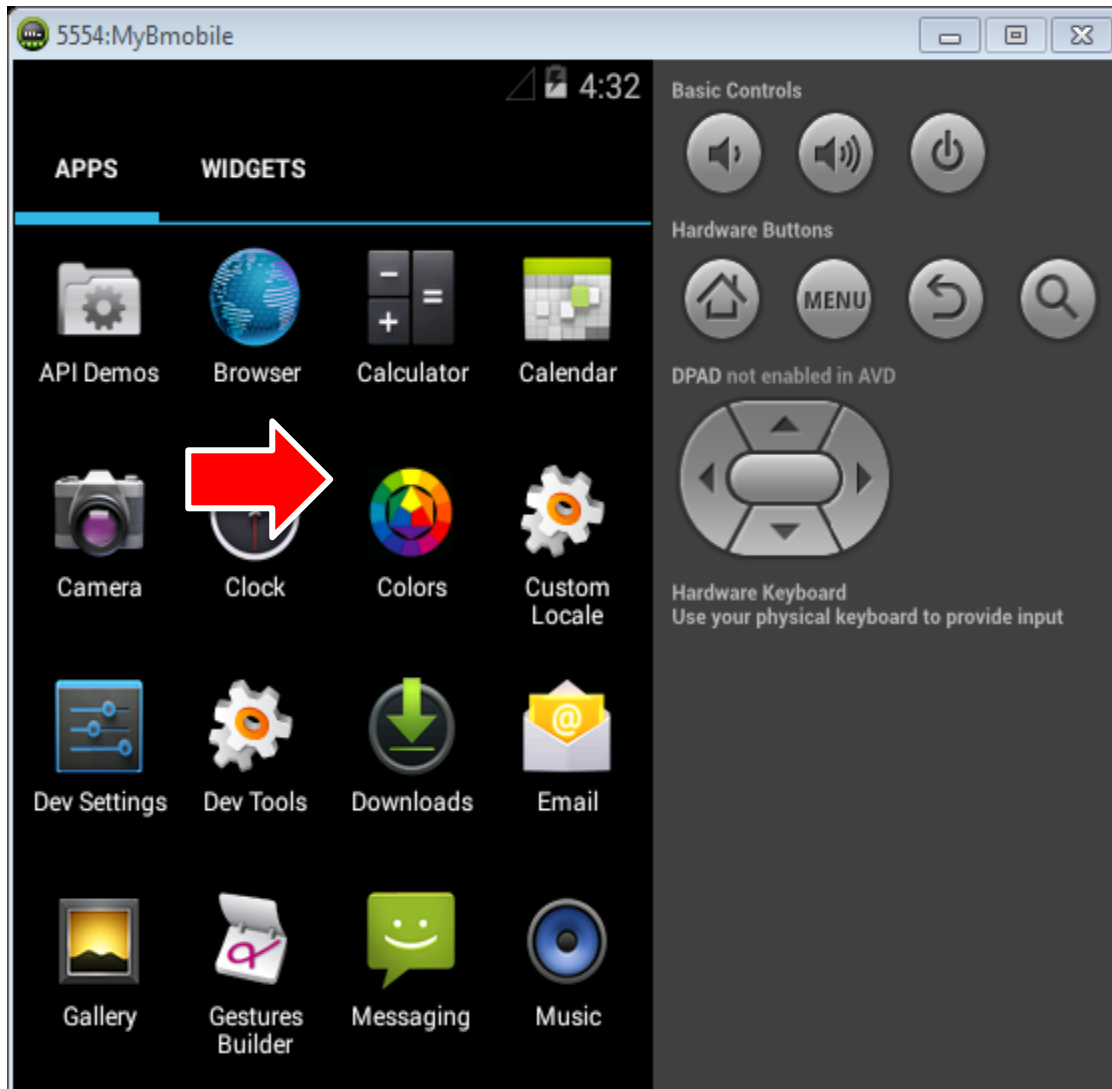 5554:MyBmobile
4:32
APPS WIDGETS
API Demos Browser Calculator Calendar
Camera Clock Colors Custom Locale
Dev Settings Dev Tools Downloads Email
@
Gallery Gestures Builder Messaging Music
Basic Controls
Hardware Buttons
MENU
DPAD not enabled in AVD
Hardware Keyboard
Use your physical keyboard to provide input